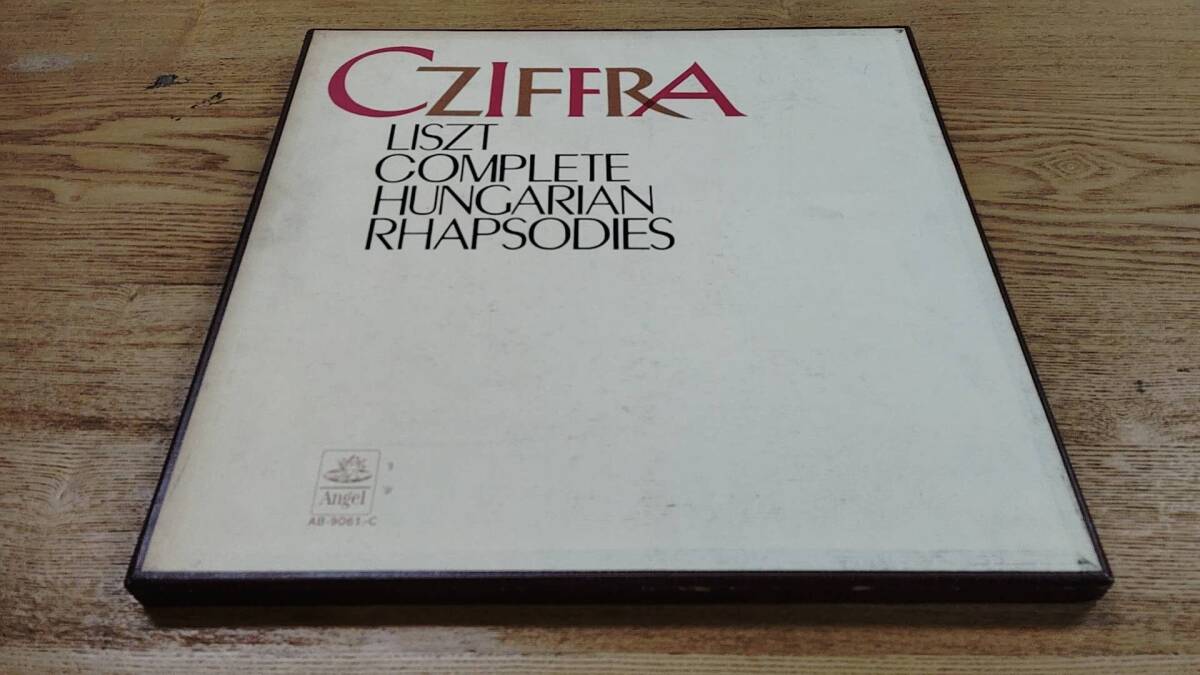 CZIFFRA
LISZT
COMPLETE
HUNGARIAN
RHAPSODIES
Angel
AB-9061-C